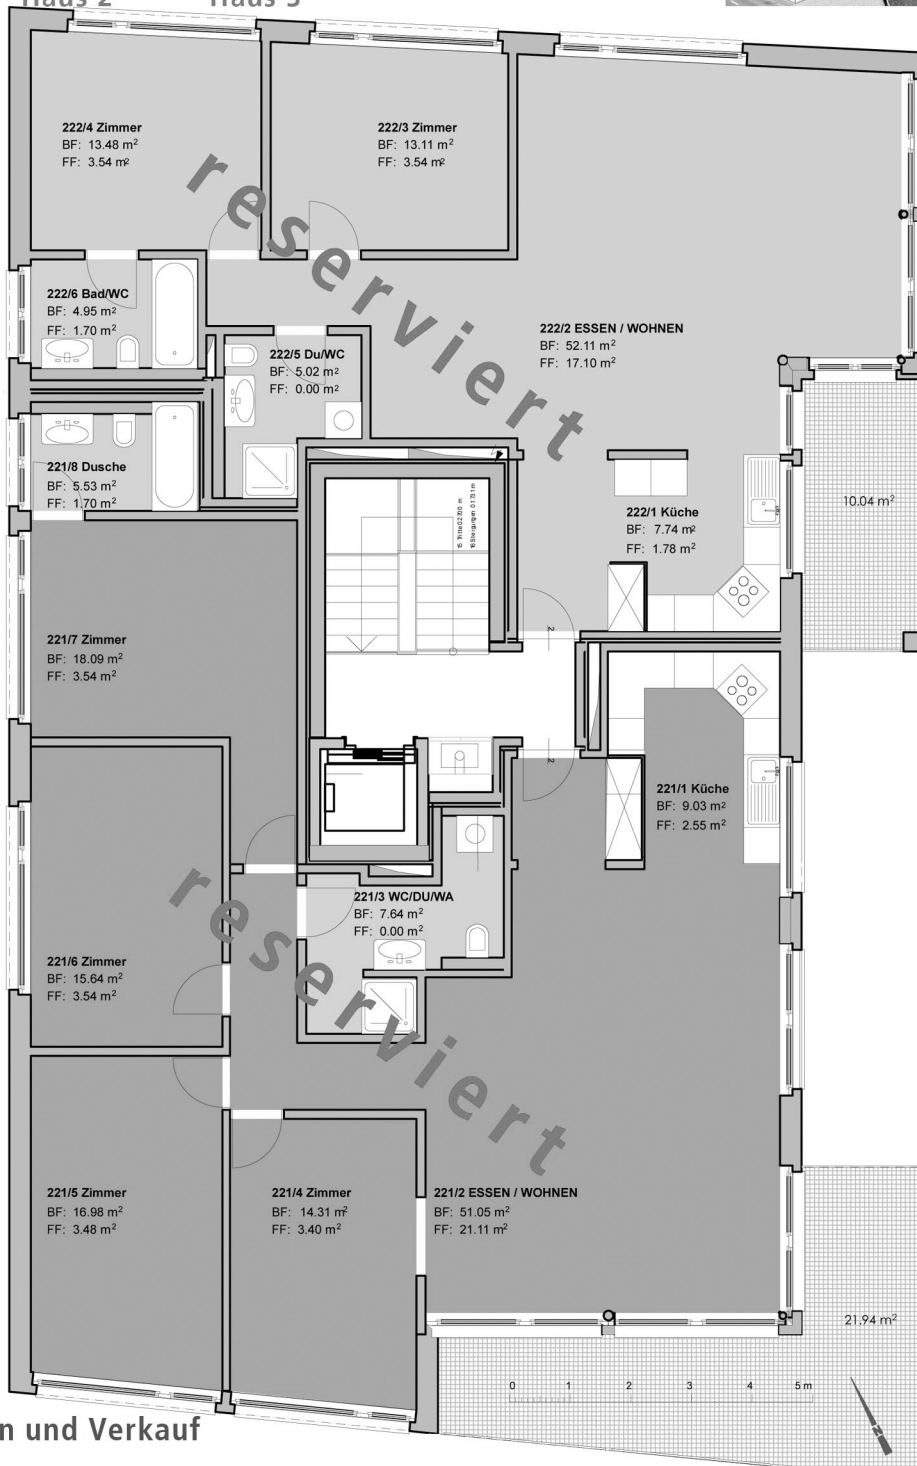 Haus 2 Haus 3
222/4 Zimmer
BF: 13.48 m²
FF: 3.54 m²
222/3 Zimmer
BF: 13.11 m²
FF: 3.54 m²
reserviert
222/6 Bad/WC
BF: 4.95 m²
FF: 1.70 m²
222/5 Du/WC
BF: 5.02 m²
FF: 0.00 m²
222/2 ESSEN / WOHNEN
BF: 52.11 m²
FF: 17.10 m²
221/8 Dusche
BF: 5.53 m²
FF: 1.70 m²
222/1 Küche
BF: 7.74 m²
FF: 1.78 m²
10.04 m²
221/7 Zimmer
BF: 18.09 m²
FF: 3.54 m²
221/1 Küche
BF: 9.03 m²
FF: 2.55 m²
221/3 WC/DU/WA
BF: 7.64 m²
FF: 0.00 m²
reserviert
221/6 Zimmer
BF: 15.64 m²
FF: 3.54 m²
221/5 Zimmer
BF: 16.98 m²
FF: 3.48 m²
221/4 Zimmer
BF: 14.31 m²
FF: 3.40 m²
221/2 ESSEN / WOHNEN
BF: 51.05 m²
FF: 21.11 m²
21.94 m²
0 1 2 3 4 5 m
N
n und Verkauf